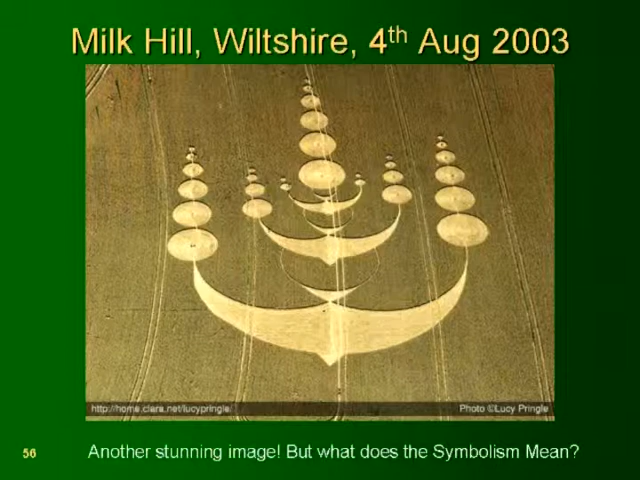 Milk Hill, Wiltshire, 4th Aug 2003
http://home.clara.net/lucypringle/
Photo ©Lucy Pringle
56
Another stunning image! But what does the Symbolism Mean?